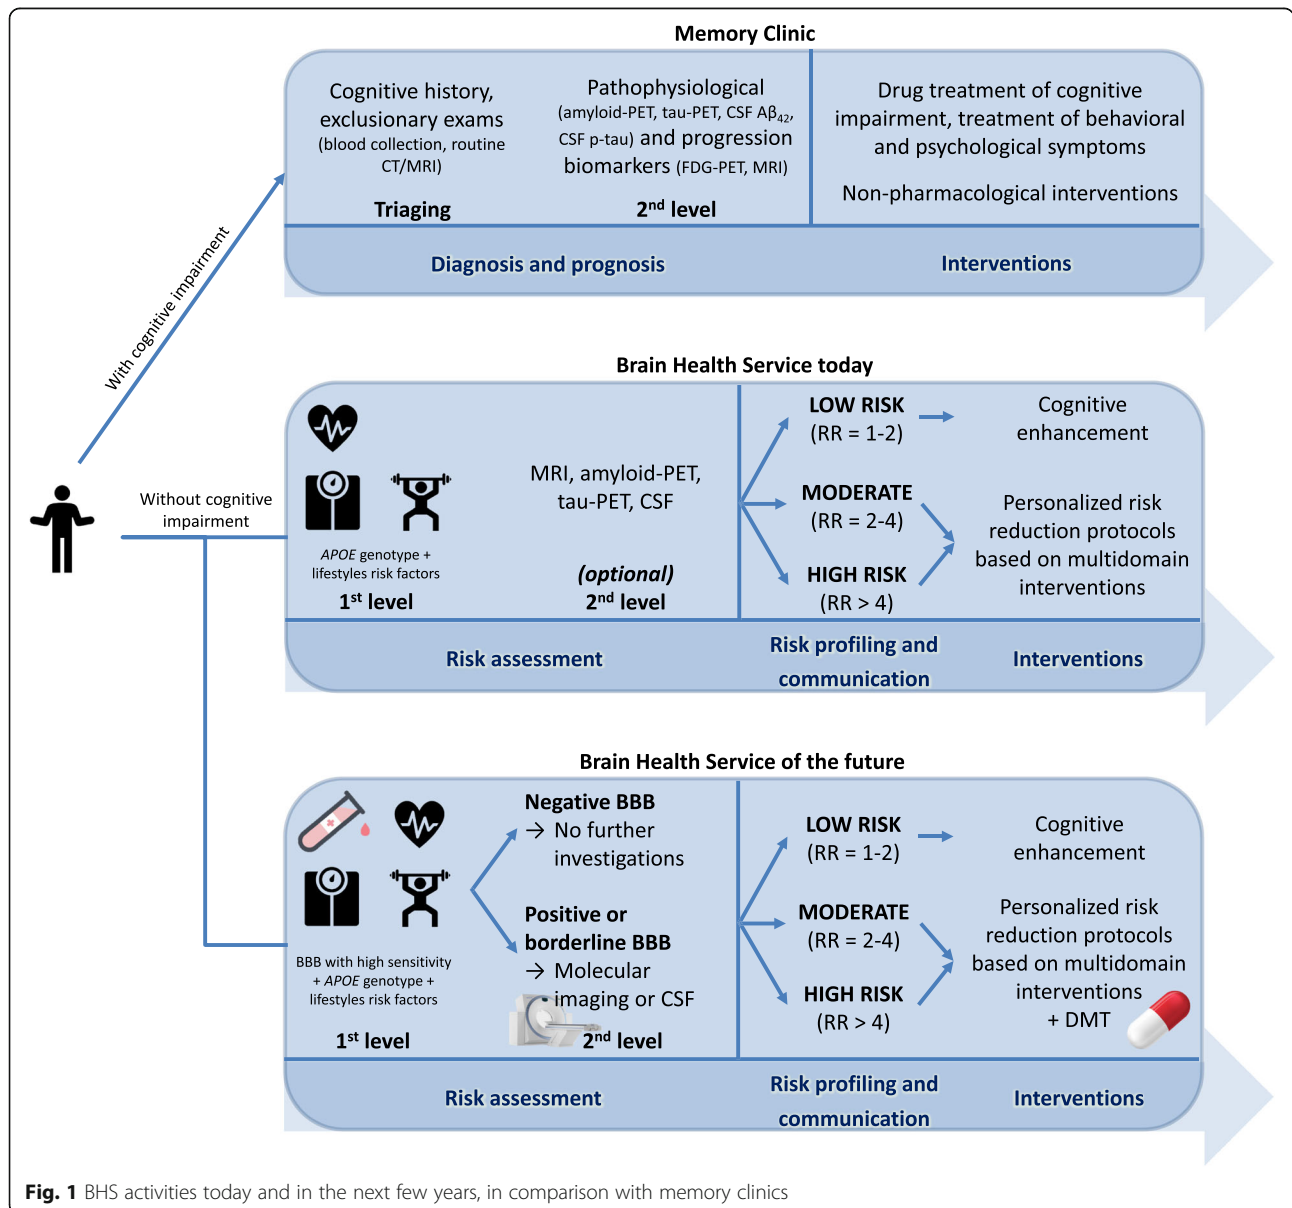 Memory Clinic
Cognitive history,
exclusionary exams
(blood collection, routine
CT/MRI)
Triaging
Pathophysiological
(amyloid-PET, tau-PET, CSF Aβ₄₂,
CSF p-tau) and progression
biomarkers (FDG-PET, MRI)
2nd level
Drug treatment of cognitive
impairment, treatment of behavioral
and psychological symptoms
Non-pharmacological interventions
Diagnosis and prognosis
Interventions
With cognitive impairment
Without cognitive
impairment
Brain Health Service today
APOE genotype +
lifestyles risk factors
1st level
MRI, amyloid-PET,
tau-PET, CSF
(optional)
2nd level
LOW RISK
(RR = 1-2)
MODERATE
(RR = 2-4)
HIGH RISK
(RR > 4)
Cognitive
enhancement
Personalized risk
reduction protocols
based on multidomain
interventions
Risk assessment
Risk profiling and
communication
Interventions
Brain Health Service of the future
BBB with high sensitivity
+ APOE genotype +
lifestyles risk factors
1st level
Negative BBB
→ No further
investigations
Positive or
borderline BBB
→ Molecular
imaging or CSF
2nd level
LOW RISK
(RR = 1-2)
MODERATE
(RR = 2-4)
HIGH RISK
(RR > 4)
Cognitive
enhancement
Personalized risk
reduction protocols
based on multidomain
interventions
+ DMT
Risk assessment
Risk profiling and
communication
Interventions
Fig. 1 BHS activities today and in the next few years, in comparison with memory clinics